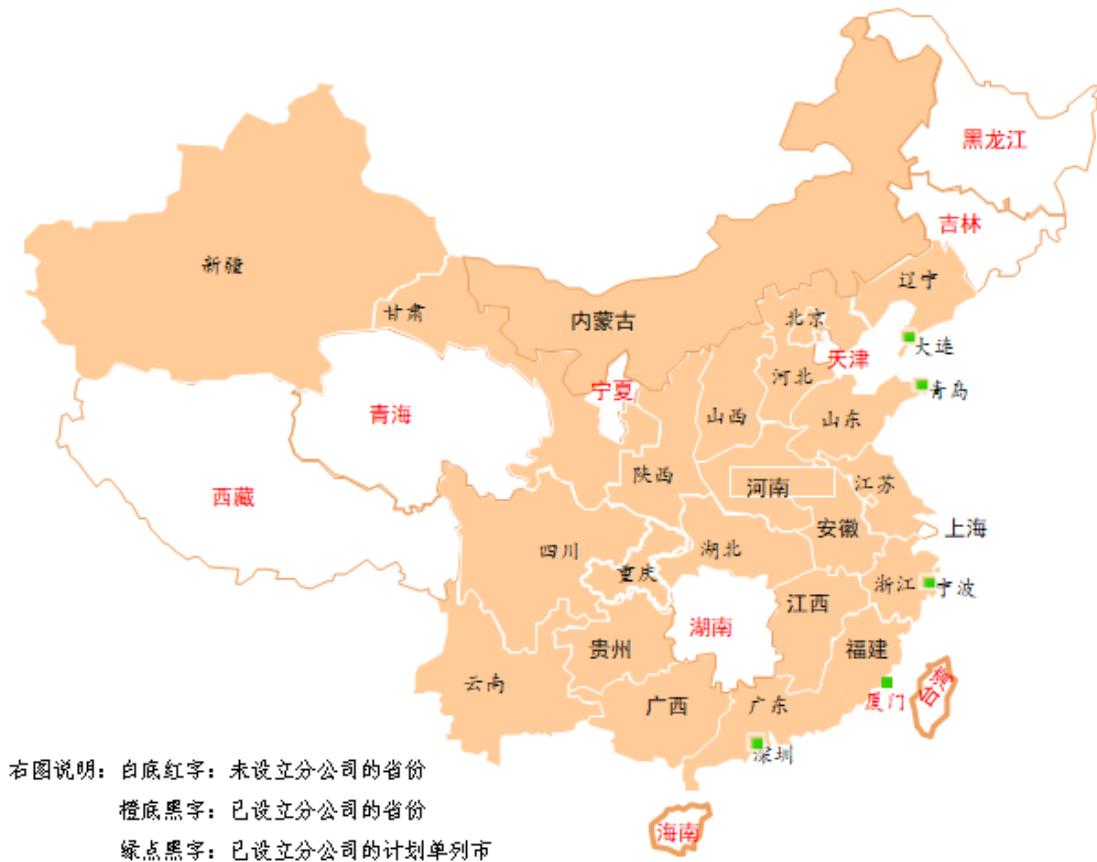 黑龙江
吉林
新疆
辽宁
甘肃
内蒙古
北京
大连
天津
河北
青岛
宁夏
青海
山西
山东
陕西
河南
江苏
西藏
安徽
上海
四川
湖北
重庆
浙江
宁波
江西
湖南
贵州
福建
云南
台湾
广西
广东
厦门
深圳
右图说明：白底红字：未设立分公司的省份
橙底黑字：已设立分公司的省份
绿点黑字：已设立分公司的计划单列市
海南